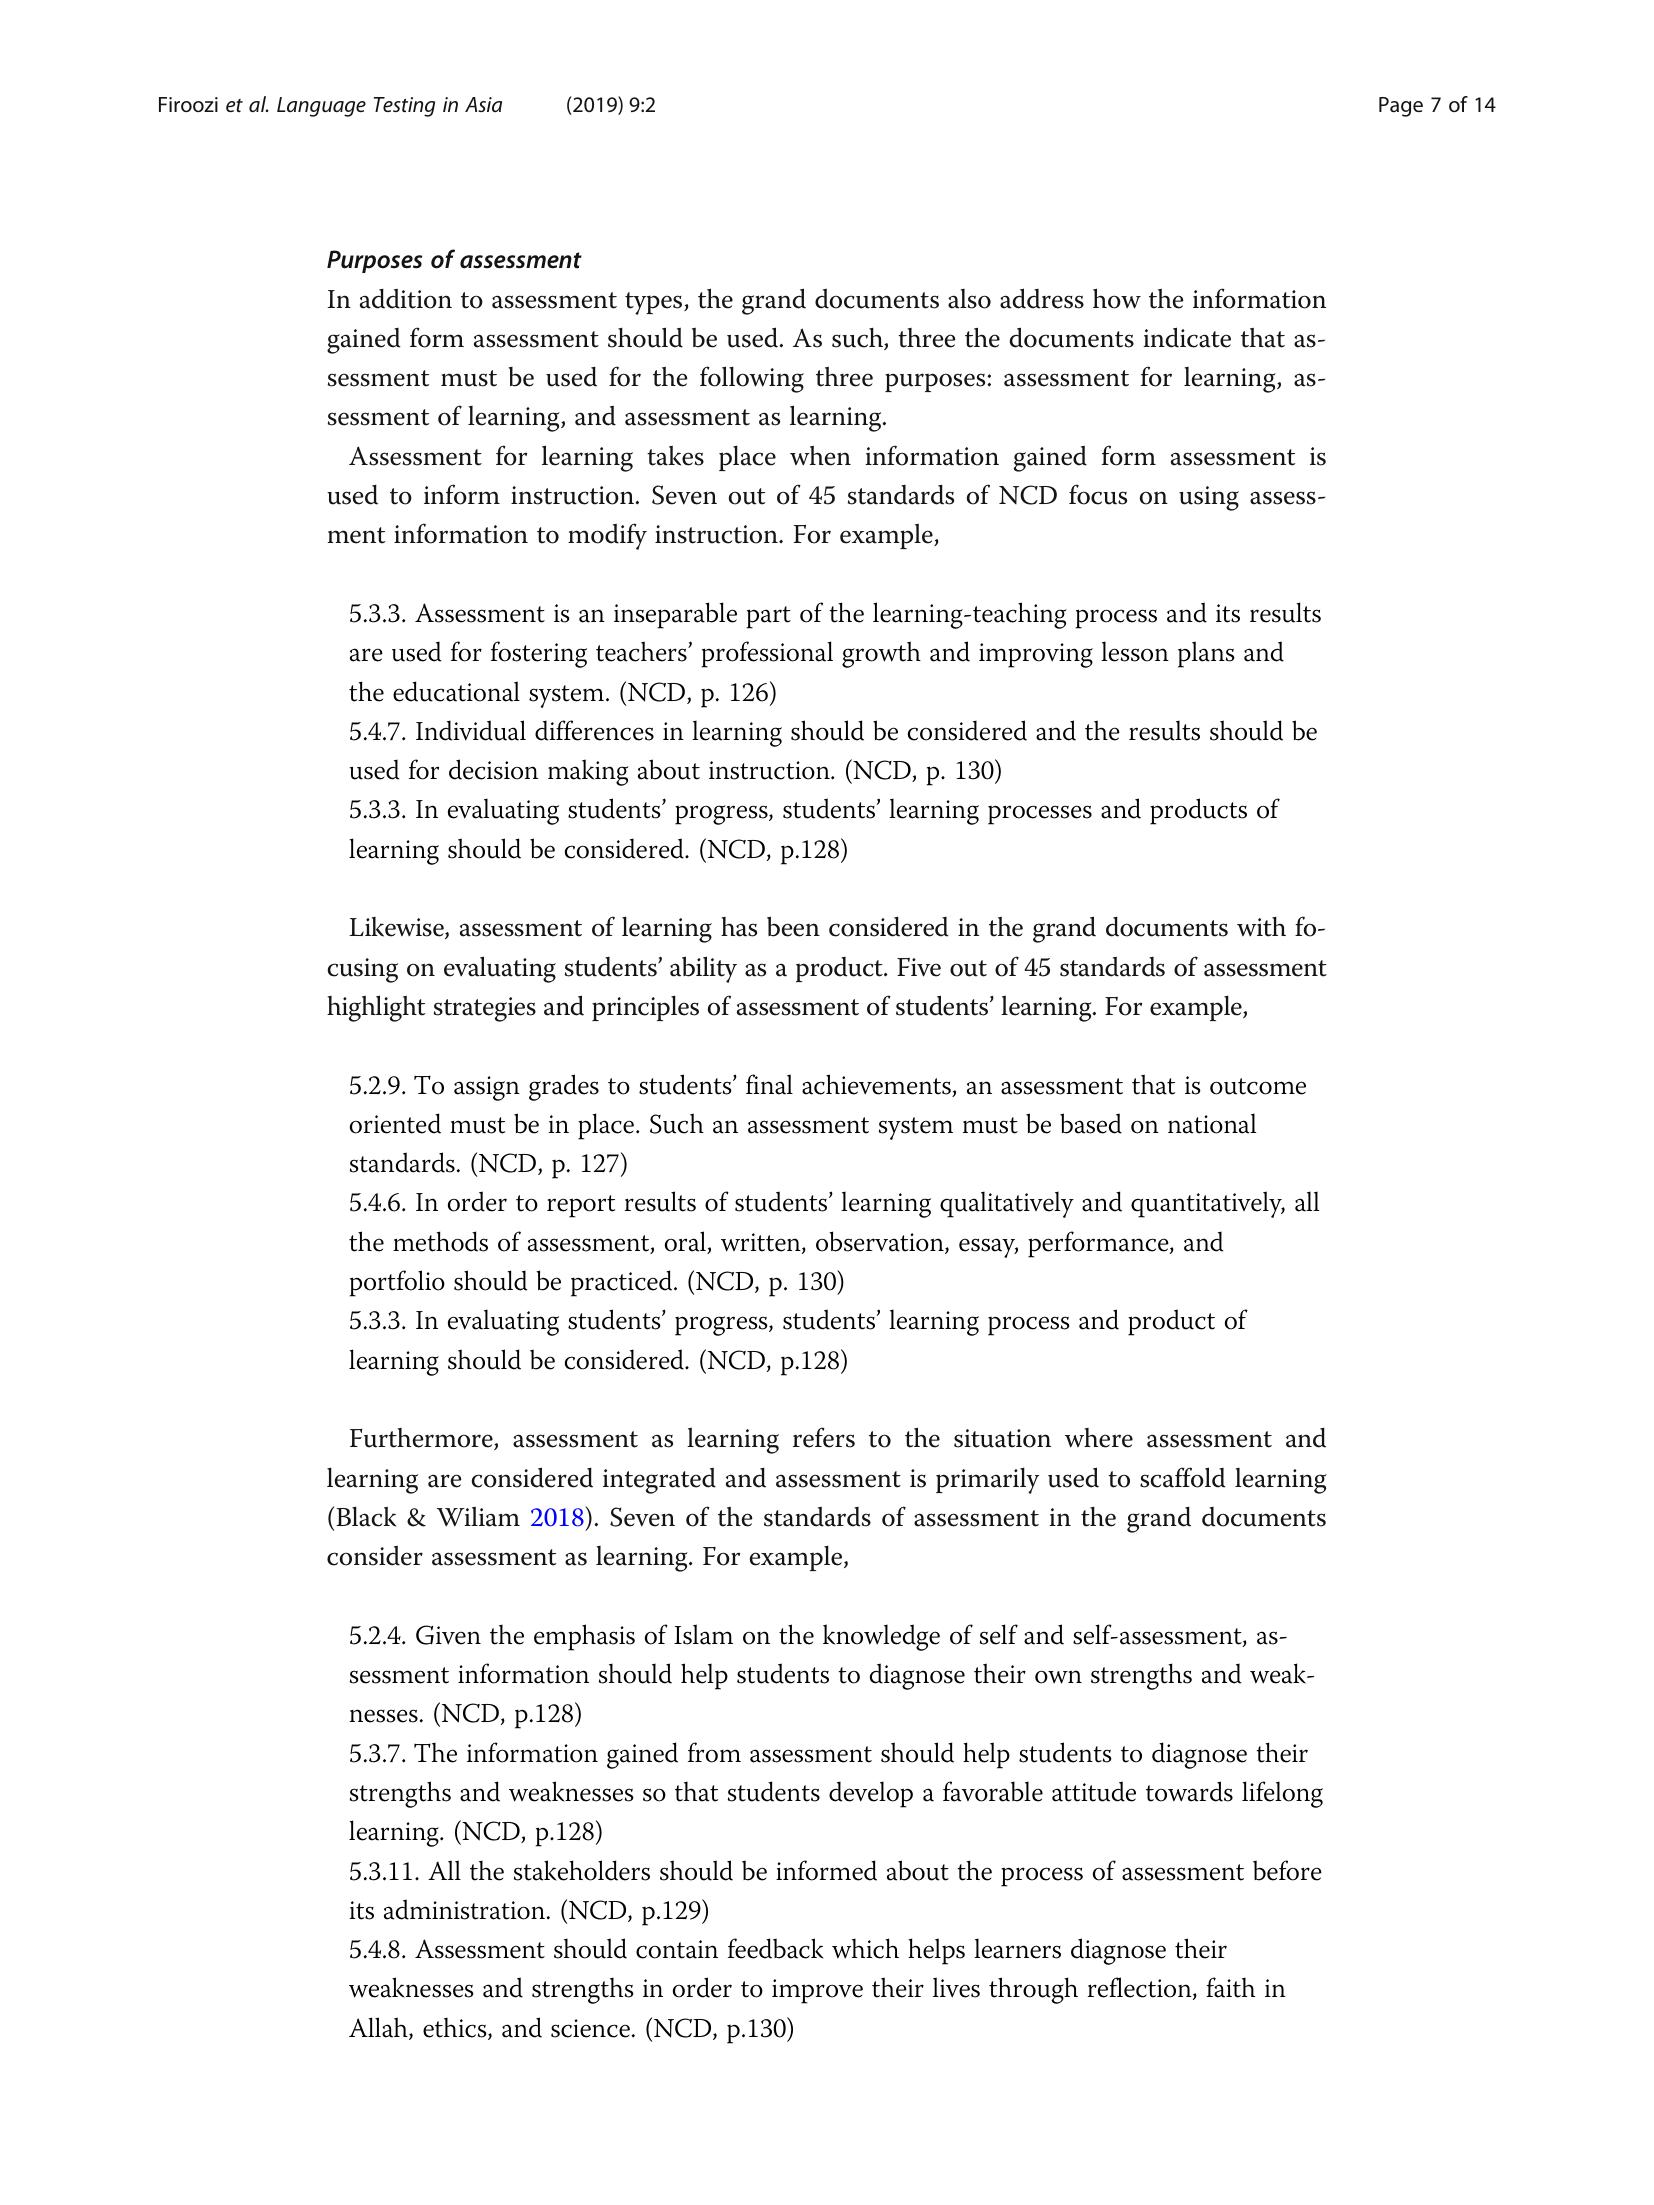 Firoozi et al. Language Testing in Asia (2019) 9:2 Page 7 of 14
Purposes of assessment
In addition to assessment types, the grand documents also address how the information
gained form assessment should be used. As such, three the documents indicate that as-
sessment must be used for the following three purposes: assessment for learning, as-
sessment of learning, and assessment as learning.
Assessment for learning takes place when information gained form assessment is
used to inform instruction. Seven out of 45 standards of NCD focus on using assess-
ment information to modify instruction. For example,
5.3.3. Assessment is an inseparable part of the learning-teaching process and its results
are used for fostering teachers’ professional growth and improving lesson plans and
the educational system. (NCD, p. 126)
5.4.7. Individual differences in learning should be considered and the results should be
used for decision making about instruction. (NCD, p. 130)
5.3.3. In evaluating students’ progress, students’ learning processes and products of
learning should be considered. (NCD, p.128)
Likewise, assessment of learning has been considered in the grand documents with fo-
cusing on evaluating students’ ability as a product. Five out of 45 standards of assessment
highlight strategies and principles of assessment of students’ learning. For example,
5.2.9. To assign grades to students’ final achievements, an assessment that is outcome
oriented must be in place. Such an assessment system must be based on national
standards. (NCD, p. 127)
5.4.6. In order to report results of students’ learning qualitatively and quantitatively, all
the methods of assessment, oral, written, observation, essay, performance, and
portfolio should be practiced. (NCD, p. 130)
5.3.3. In evaluating students’ progress, students’ learning process and product of
learning should be considered. (NCD, p.128)
Furthermore, assessment as learning refers to the situation where assessment and
learning are considered integrated and assessment is primarily used to scaffold learning
(Black & Wiliam 2018). Seven of the standards of assessment in the grand documents
consider assessment as learning. For example,
5.2.4. Given the emphasis of Islam on the knowledge of self and self-assessment, as-
sessment information should help students to diagnose their own strengths and weak-
nesses. (NCD, p.128)
5.3.7. The information gained from assessment should help students to diagnose their
strengths and weaknesses so that students develop a favorable attitude towards lifelong
learning. (NCD, p.128)
5.3.11. All the stakeholders should be informed about the process of assessment before
its administration. (NCD, p.129)
5.4.8. Assessment should contain feedback which helps learners diagnose their
weaknesses and strengths in order to improve their lives through reflection, faith in
Allah, ethics, and science. (NCD, p.130)